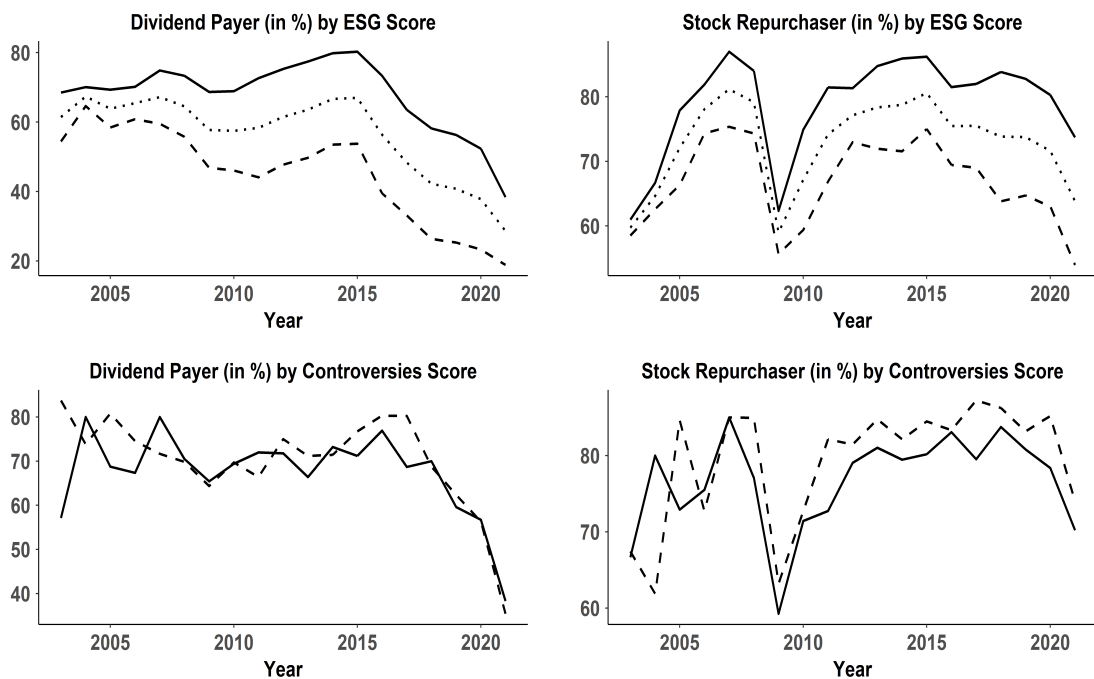 Dividend Payer (in %) by ESG Score
80
60
40
20
2005 2010 2015 2020
Year
Stock Repurchaser (in %) by ESG Score
80
70
60
2005 2010 2015 2020
Year
Dividend Payer (in %) by Controversies Score
80
70
60
50
40
2005 2010 2015 2020
Year
Stock Repurchaser (in %) by Controversies Score
80
70
60
2005 2010 2015 2020
Year